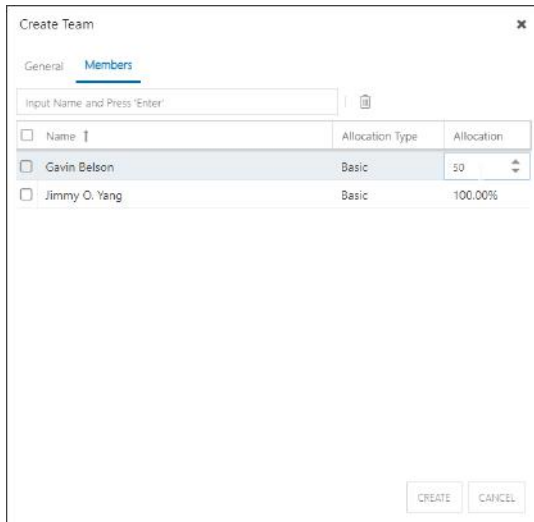 Create Team
General Members
Input Name and Press 'Enter'
Name Allocation Type Allocation
Gavin Belson Basic 50
Jimmy O. Yang Basic 100.00%
CREATE CANCEL